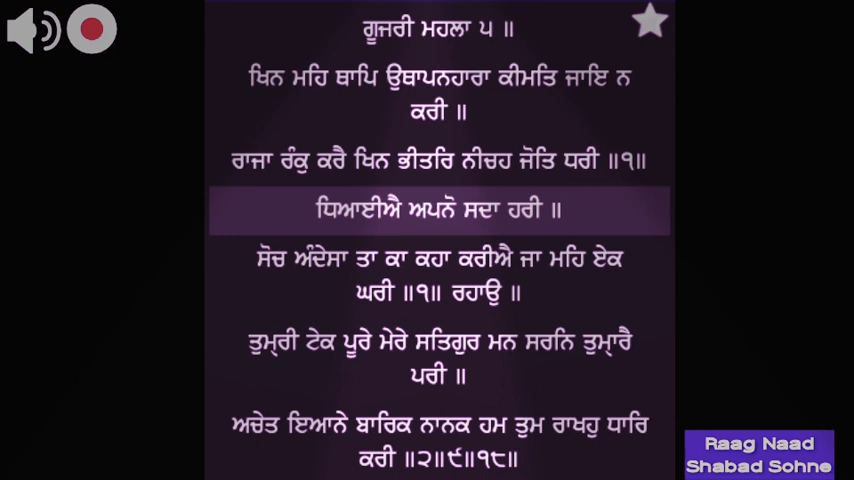 ਗੂਜਰੀ ਮਹਲਾ ੫ ॥
ਖਿਨ ਮਹਿ ਥਾਪਿ ਉਥਾਪਨਹਾਰਾ ਕੀਮਤਿ ਜਾਇ ਨ
ਕਰੀ ॥
ਰਾਜਾ ਰੰਕੁ ਕਰੈ ਖਿਨ ਭੀਤਰਿ ਨੀਚਹ ਜੋਤਿ ਧਰੀ ॥੧॥
ਧਿਆਈਐ ਅਪਨੋ ਸਦਾ ਹਰੀ ॥
ਸੋਚ ਅੰਦੇਸਾ ਤਾ ਕਾ ਕਹਾ ਕਰੀਐ ਜਾ ਮਹਿ ਏਕ
ਘਰੀ ॥੧॥ ਰਹਾਉ ॥
ਤੁਮ੍ਰੀ ਟੇਕ ਪੂਰੇ ਮੇਰੇ ਸਤਿਗੁਰ ਮਨ ਸਰਨਿ ਤੁਮ੍ਾਰੈ
ਪਰੀ ॥
ਅਚੇਤ ਇਆਨੇ ਬਾਰਿਕ ਨਾਨਕ ਹਮ ਤੁਮ ਰਾਖਹੁ ਧਾਰਿ
ਕਰੀ ॥੨॥੯॥੧੮॥
Raag Naad
Shabad Sohne